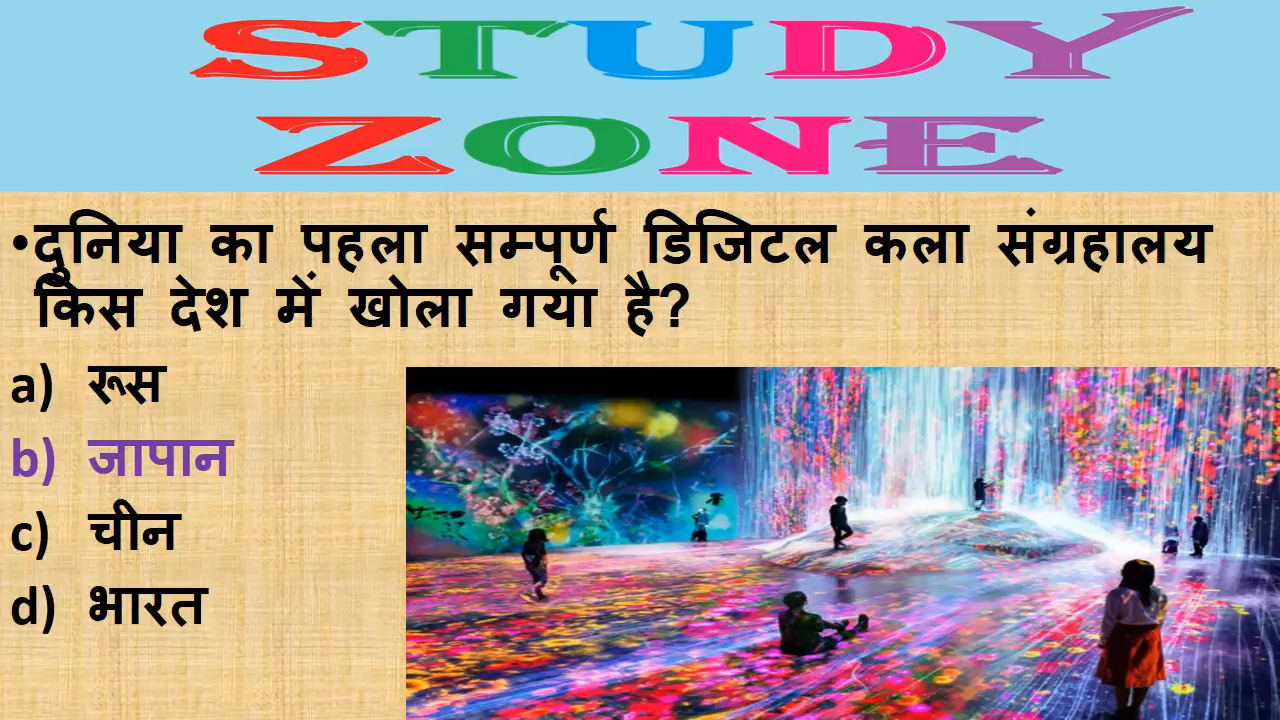 STUDY
ZONE
•दुनिया का पहला सम्पूर्ण डिजिटल कला संग्रहालय
किस देश में खोला गया है?
a) रूस
b) जापान
c) चीन
d) भारत